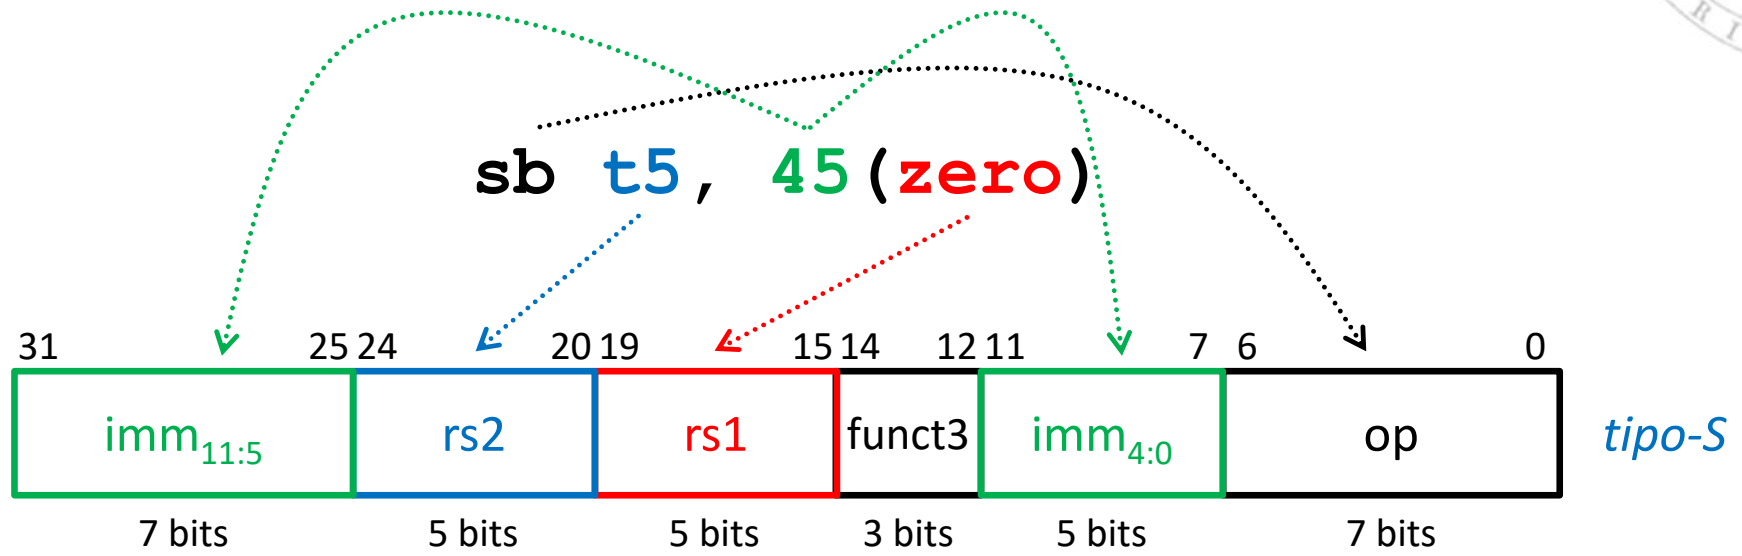 R I
sb t5, 45(zero)
31 25 24 20 19 15 14 12 11 7 6 0
imm11:5 rs2 rs1 funct3 imm4:0 op tipo-S
7 bits 5 bits 5 bits 3 bits 5 bits 7 bits